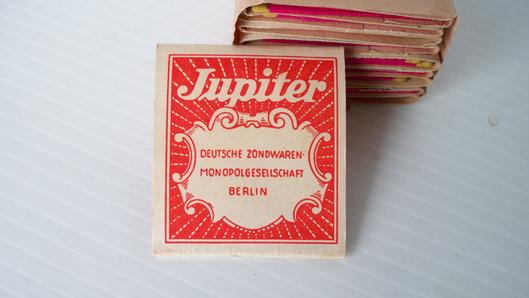 Jupiter
DEUTSCHE ZÜNDWAREN-
MONOPOLGESELLSCHAFT
BERLIN